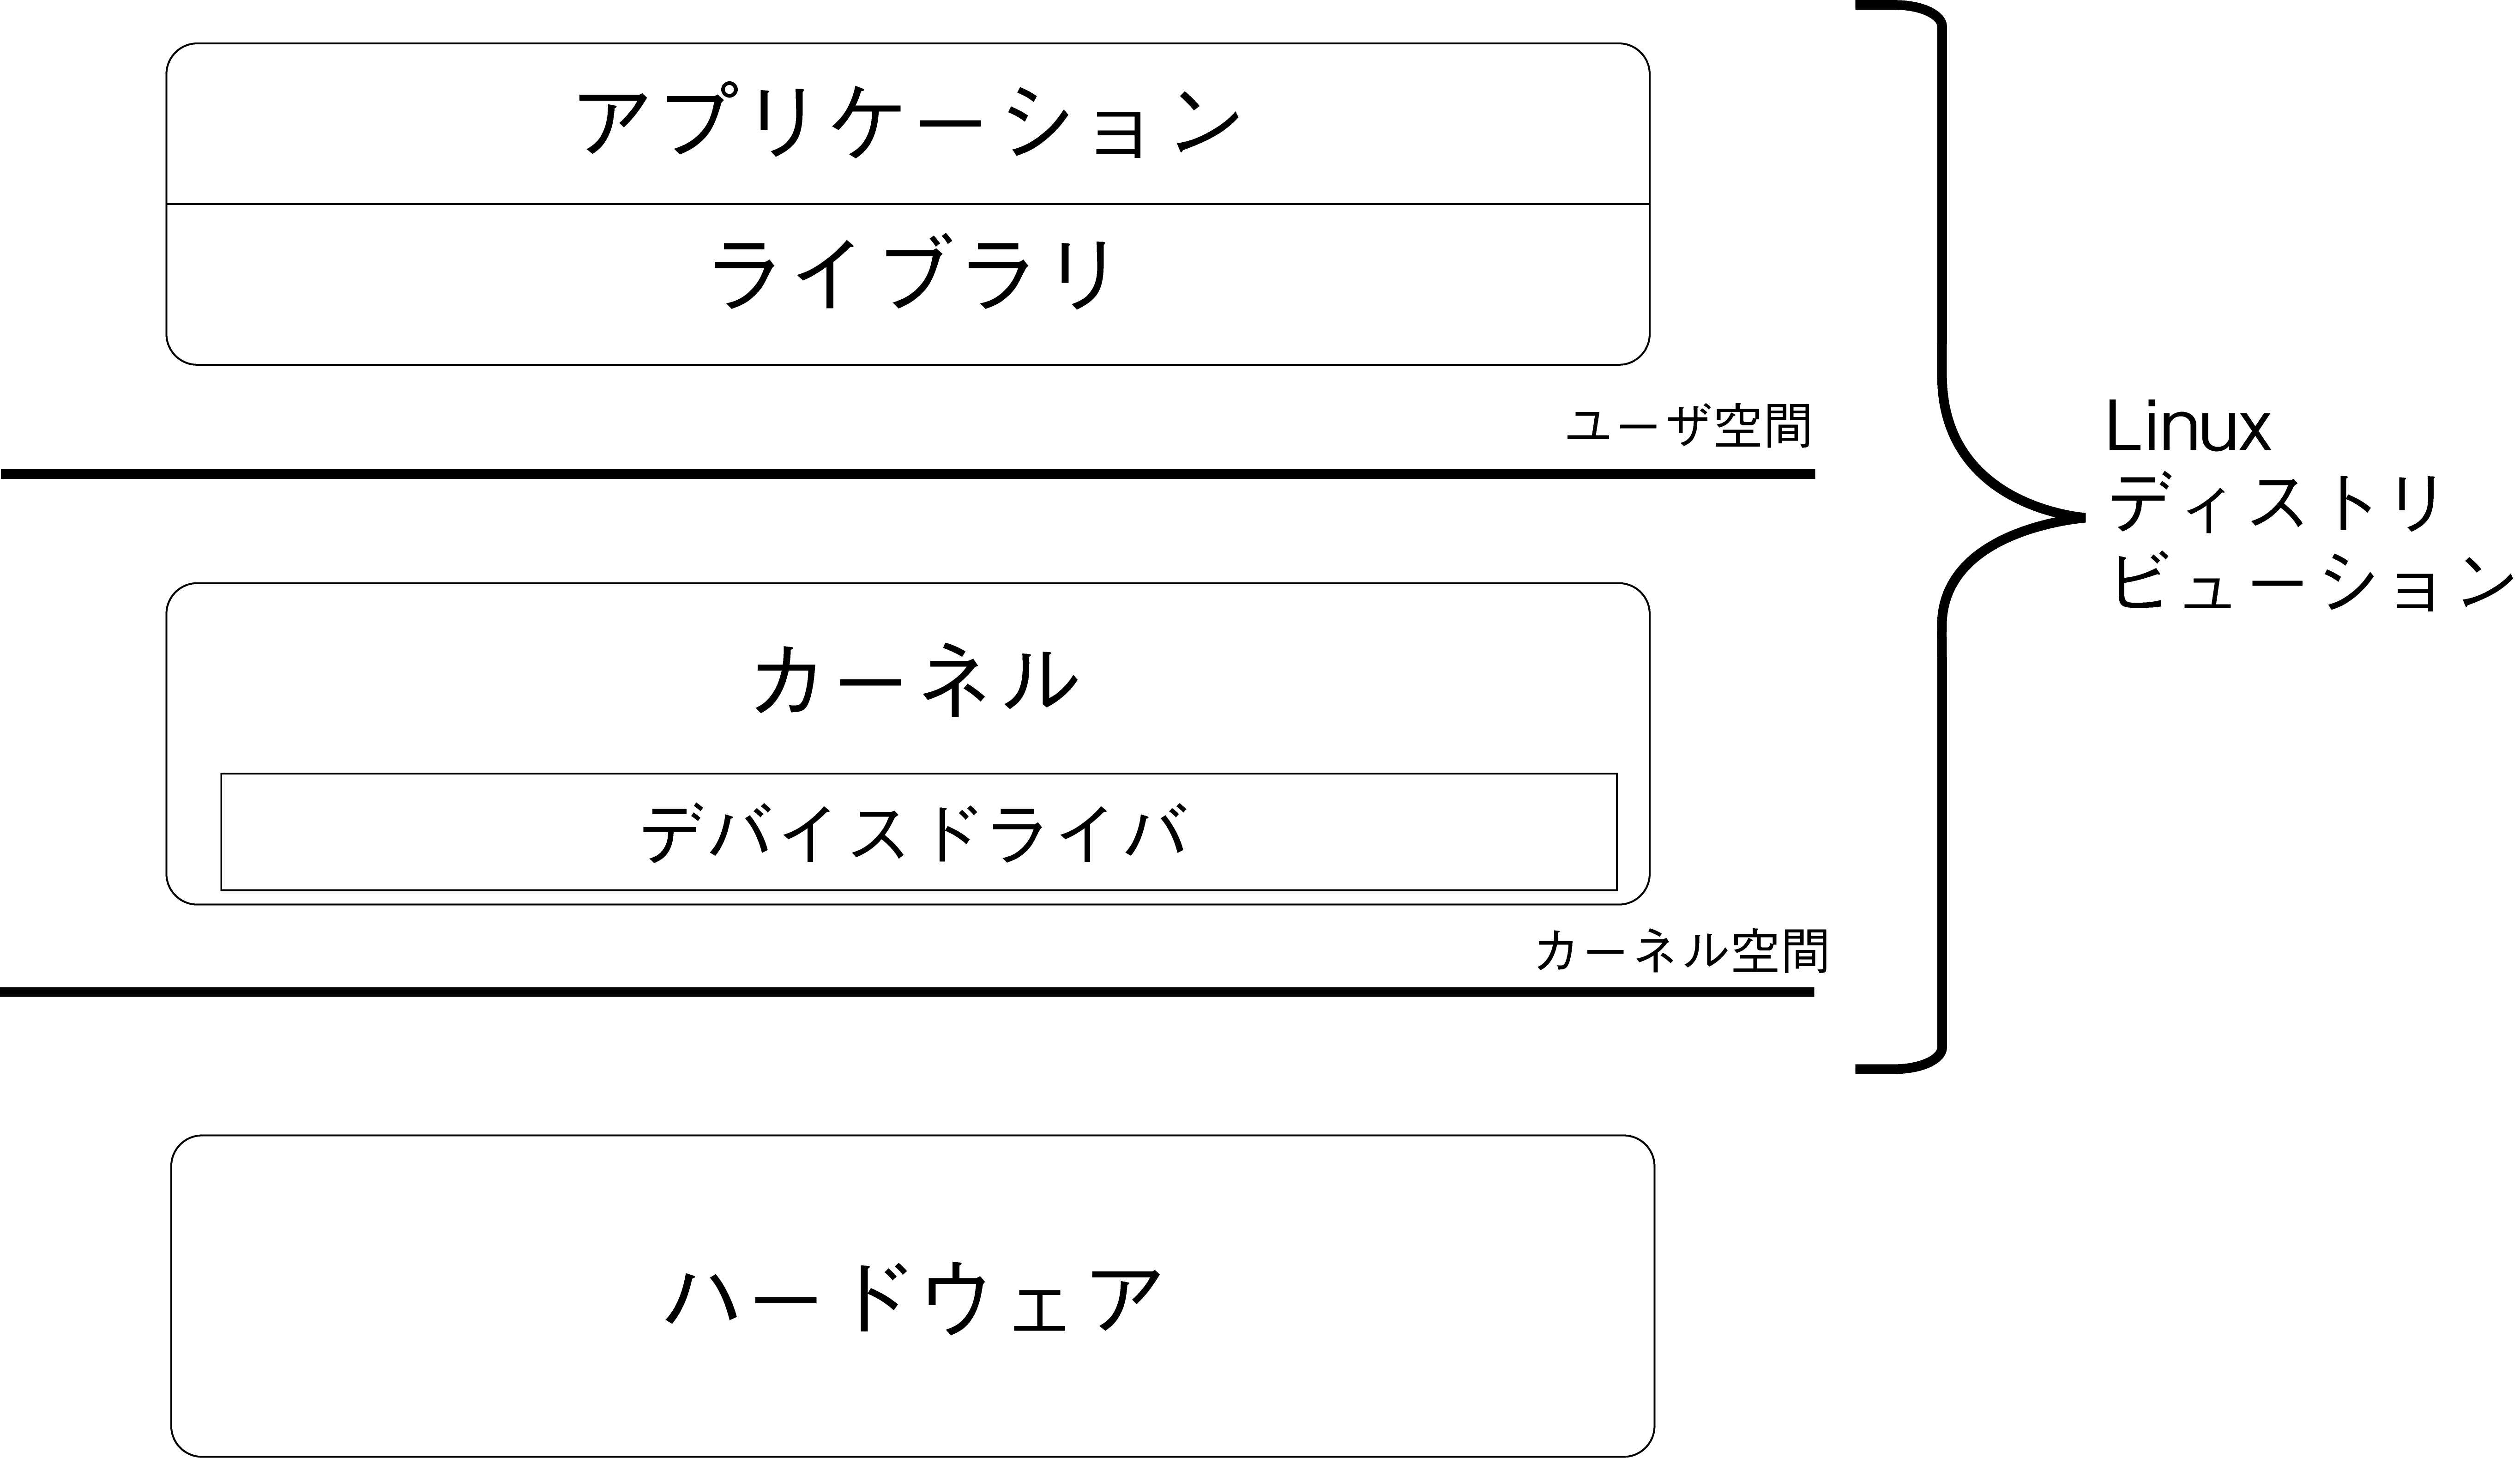 アプリケーション
ライブラリ
ユーザ空間
カーネル
デバイスドライバ
カーネル空間
ハードウェア
Linux
ディストリ
ビューション